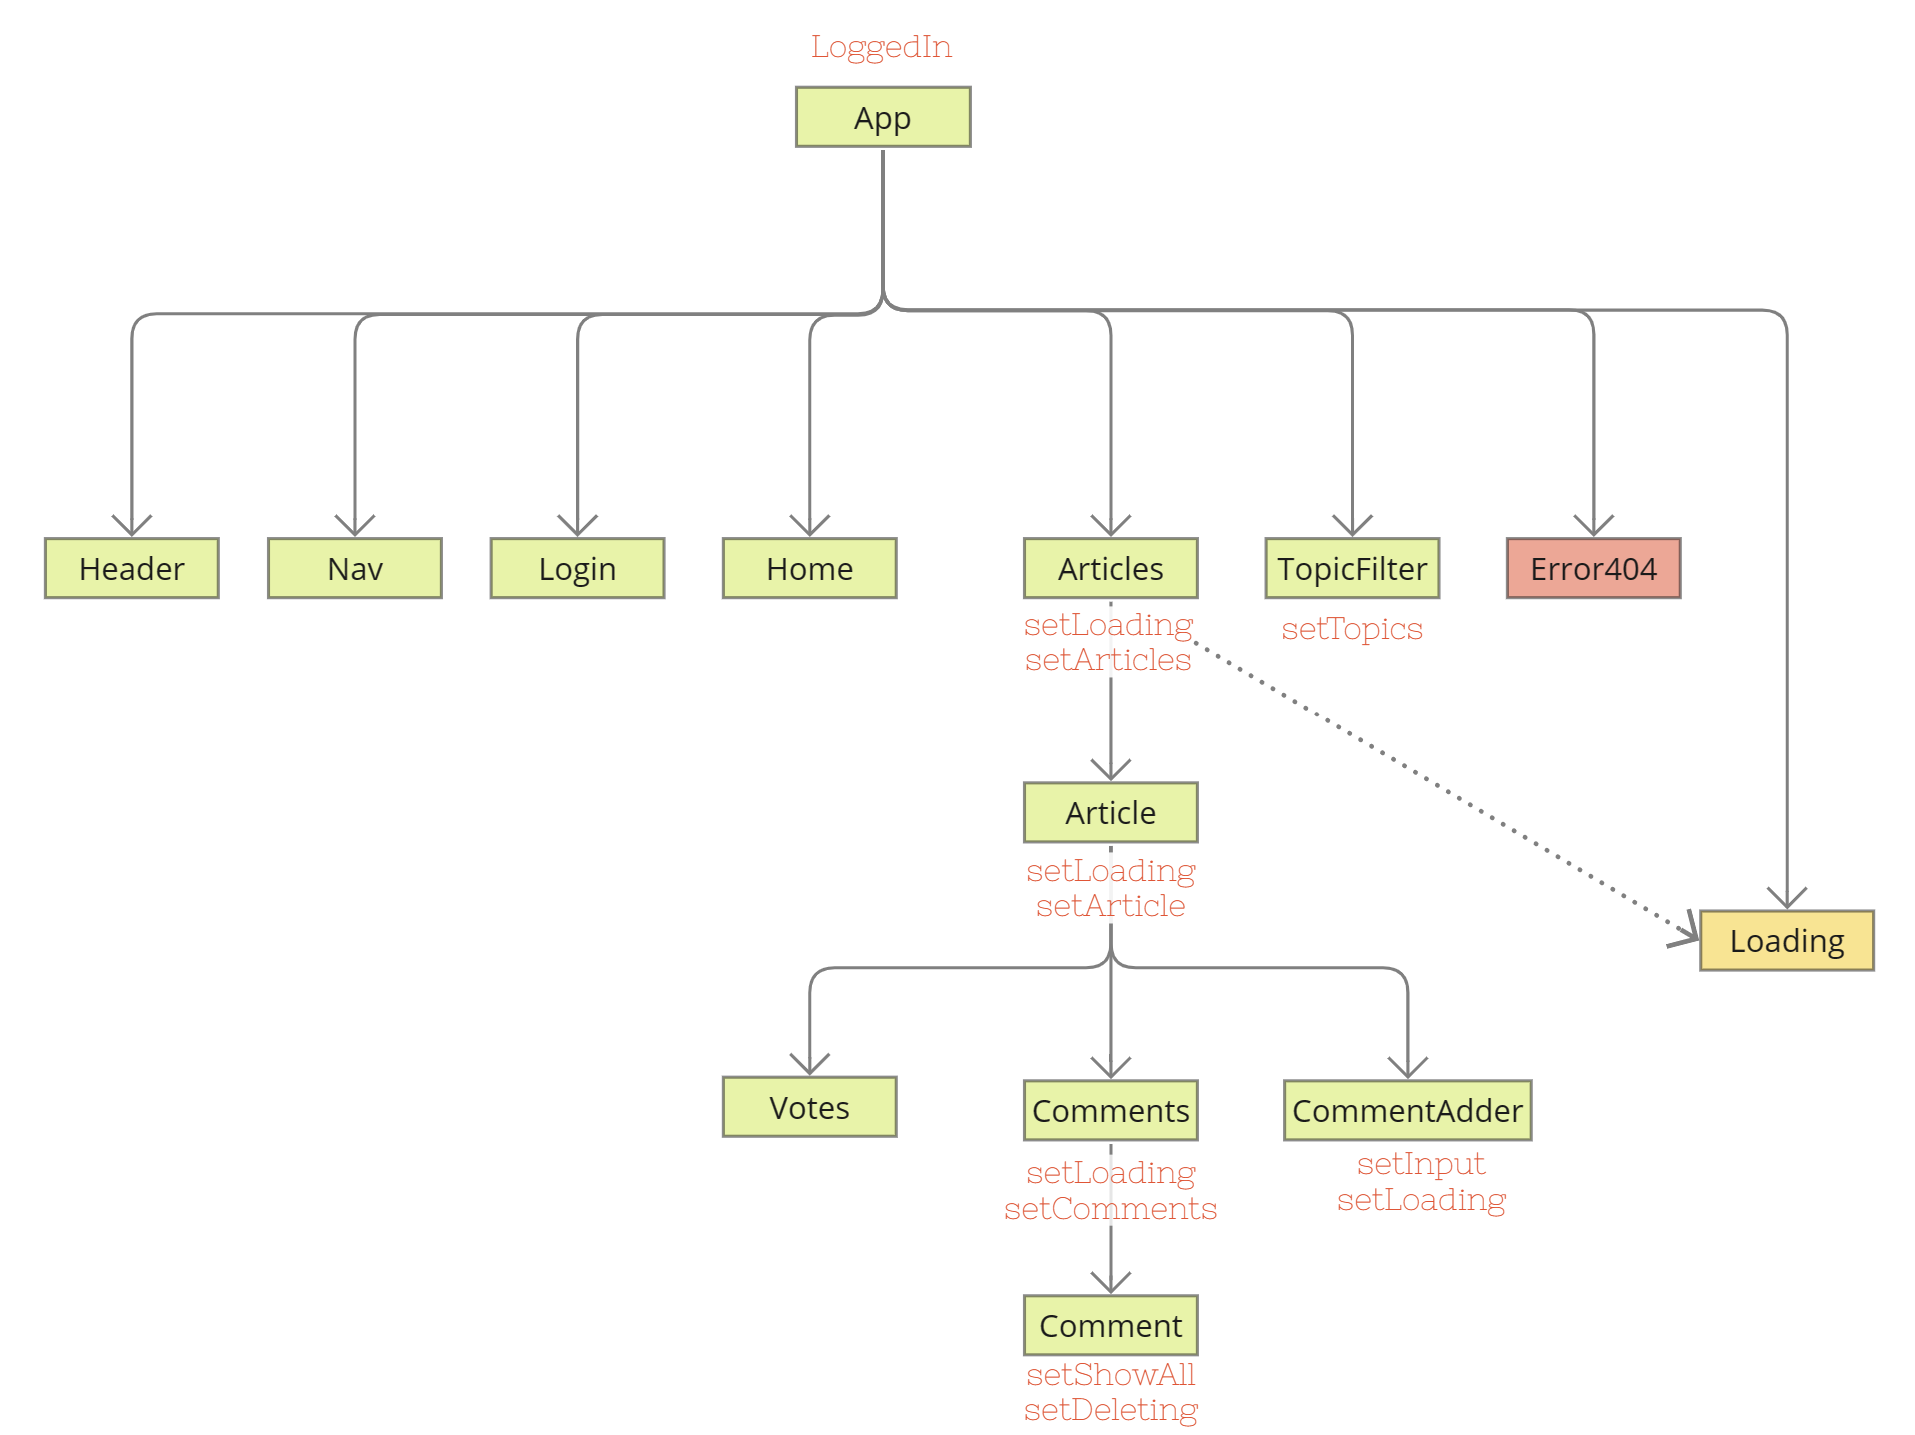 LoggedIn
App
Header
Nav
Login
Home
Articles
TopicFilter
Error404
setLoading
setArticles
setTopics
Article
setLoading
setArticle
Loading
Votes
Comments
CommentAdder
setLoading
setComments
setInput
setLoading
Comment
setShowAll
setDeleting